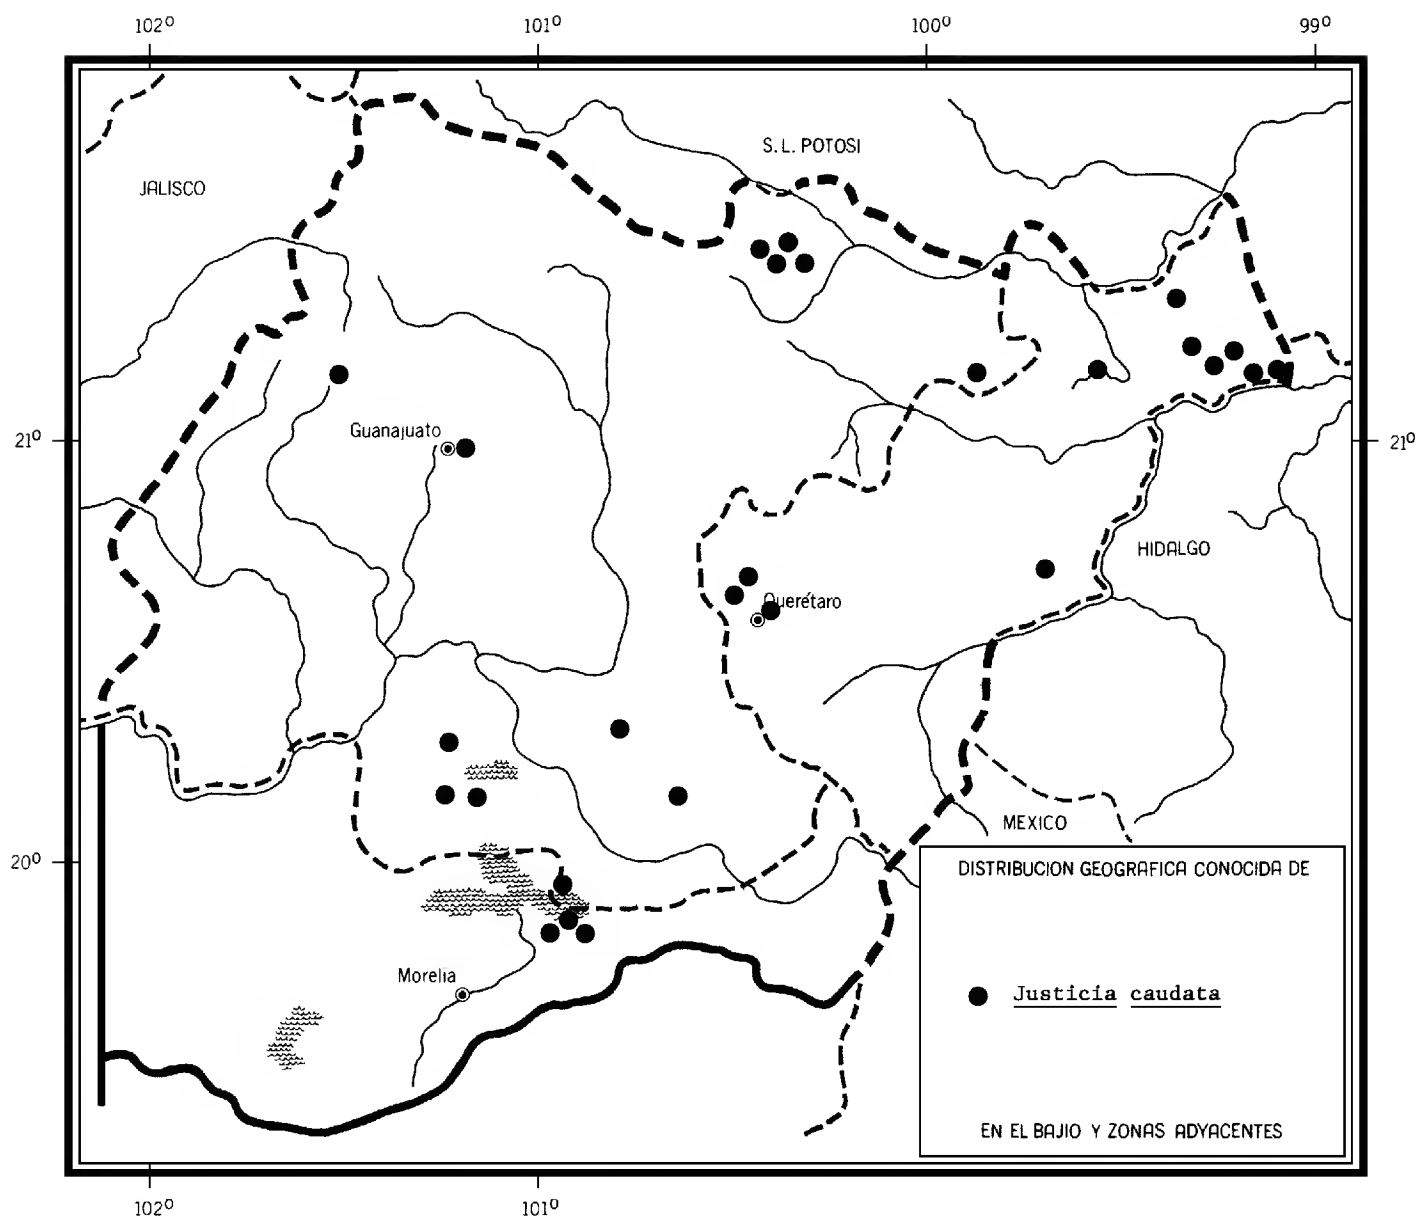 102º 101º 100º 99º
S.L. POTOSI
JALISCO
Guanajuato
21º 21º
HIDALGO
Querétaro
MEXICO
20º
DISTRIBUCION GEOGRAFICA CONOCIDA DE
Morelia
Justicia caudata
EN EL BAJIO Y ZONAS ADYACENTES
102º 101º